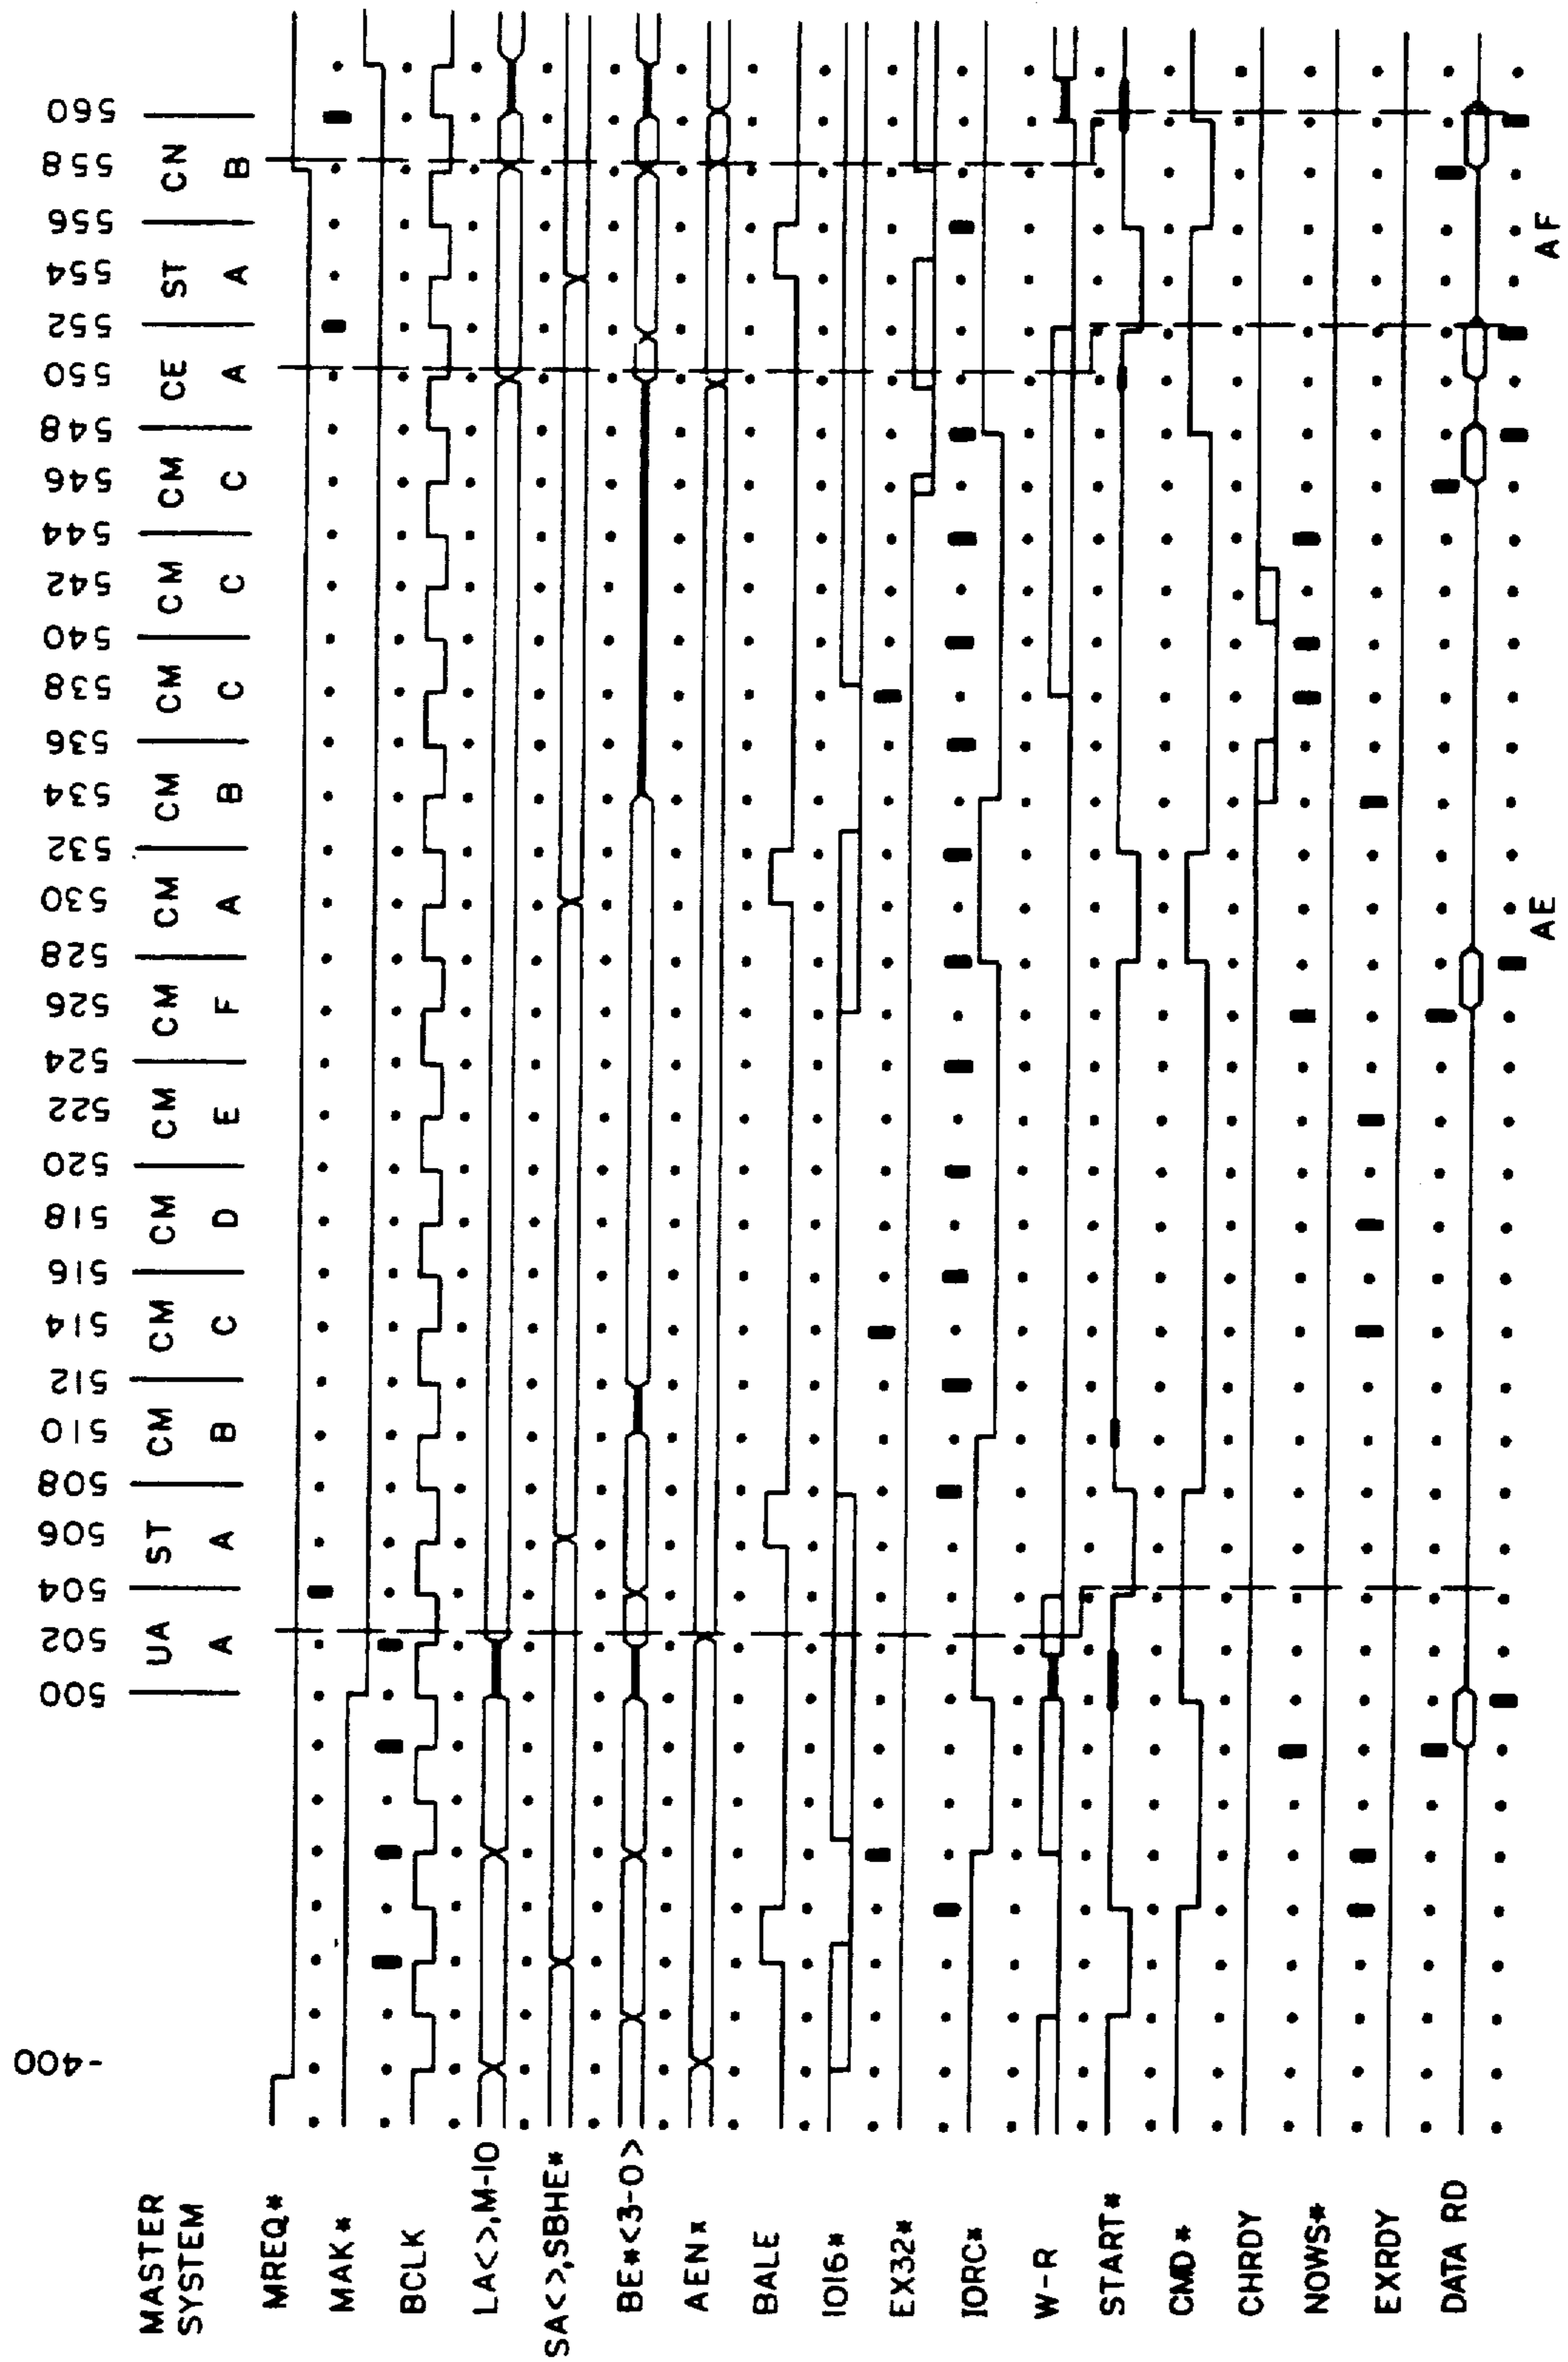 -400 500 502 504 506 508 510 512 514 516 518 520 522 524 526 528 530 532 534 536 538 540 542 544 546 548 550 552 554 556 558 560
MASTER UA ST CM CM CM CM CM CM CM CM CM CM CE ST CN
SYSTEM A A B C D E F A B C C C A A B
MREQ*
MAK*
BCLK
LA<>,M-IO
SA<>,SBHE*
BE*<3-0>
AEN*
BALE
IO16*
EX32*
IORC*
W-R
START*
CMD*
CHRDY
NOWS*
EXRDY
DATA RD
AE AF